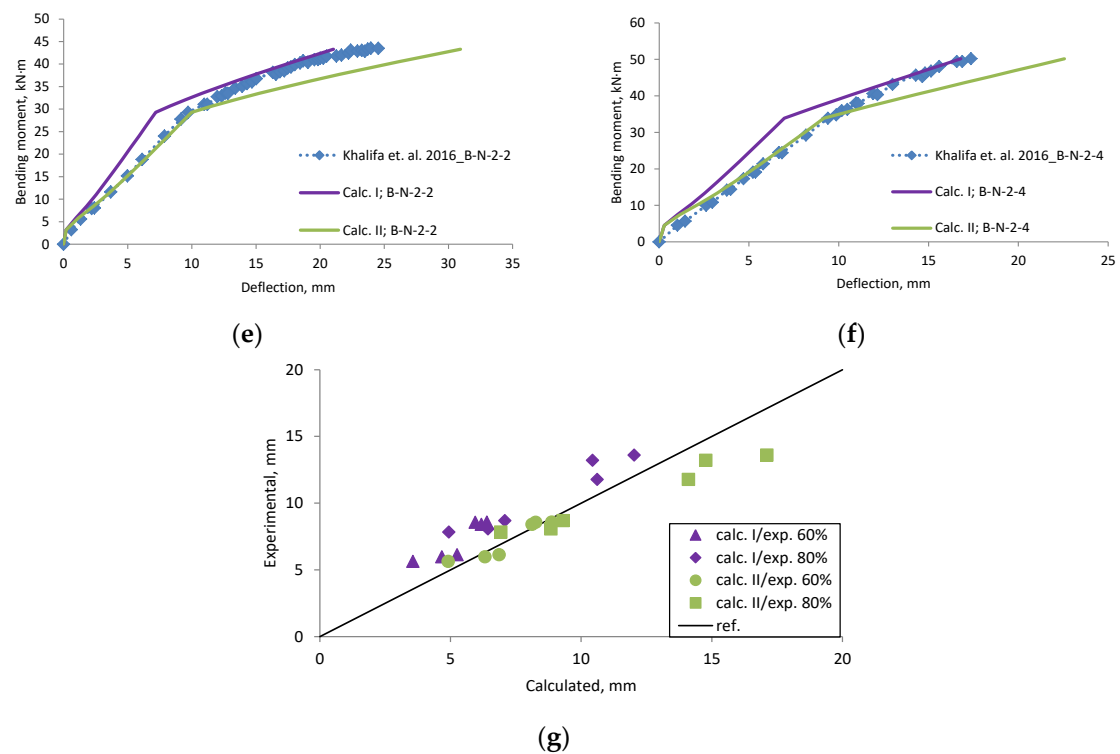 50
45
40
35
30
25
20
15
10
5
0
Bending moment, kN·m
Khalifa et. al. 2016_B-N-2-2
Calc. I; B-N-2-2
Calc. II; B-N-2-2
0 5 10 15 20 25 30 35
Deflection, mm
(e)
60
50
40
30
20
10
0
Bending moment, kN·m
Khalifa et. al. 2016_B-N-2-4
Calc. I; B-N-2-4
Calc. II; B-N-2-4
0 5 10 15 20 25
Deflection, mm
(f)
20
15
10
5
0
Experimental, mm
calc. I/exp. 60%
calc. I/exp. 80%
calc. II/exp. 60%
calc. II/exp. 80%
ref.
0 5 10 15 20
Calculated, mm
(g)